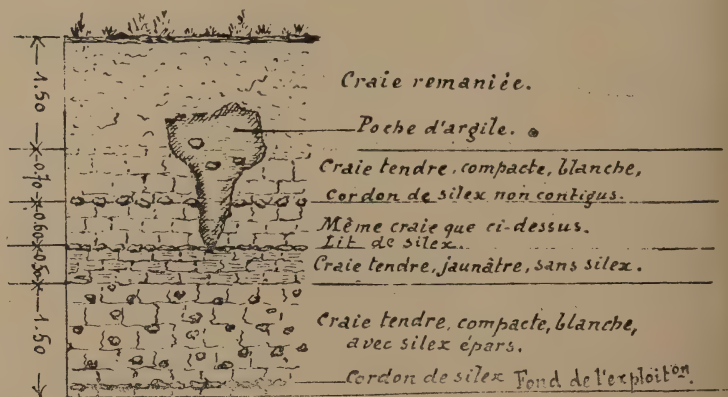 Craie remaniée.
1.50
Poche d'argile.
Craie tendre, compacte, blanche,
0.70
Cordon de silex non contigus.
Même craie que ci-dessus.
0.60
Lit de silex.
Craie tendre, jaunâtre, sans silex.
0.50
Craie tendre, compacte, blanche,
avec silex épars.
1.50
Cordon de silex Fond de l'exploiton.